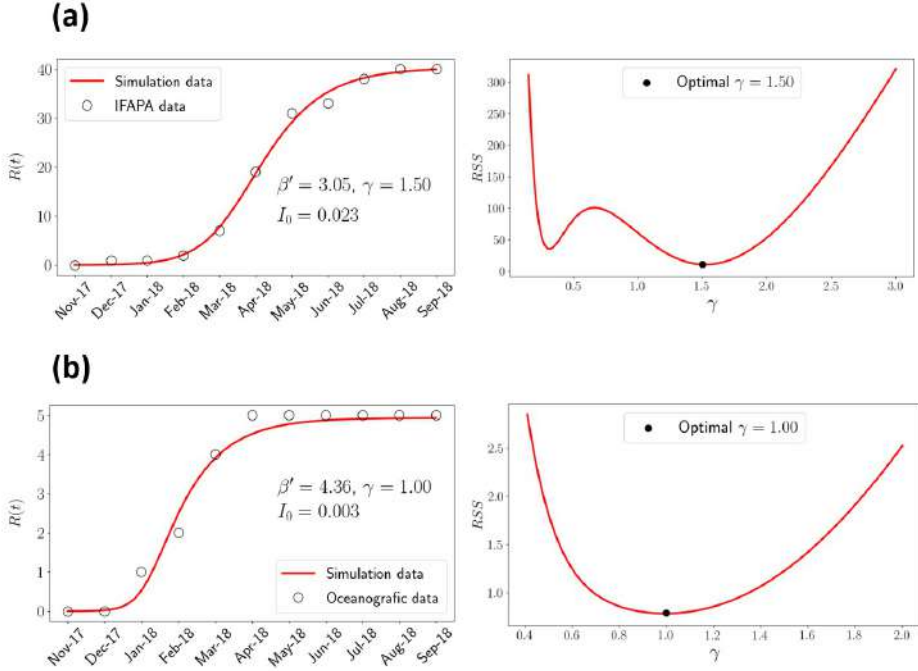 (a)
Simulation data
IFAPA data
R(t)
40
30
20
10
0
β′ = 3.05, γ = 1.50
I₀ = 0.023
Nov-17 Dec-17 Jan-18 Feb-18 Mar-18 Apr-18 May-18 Jun-18 Jul-18 Aug-18 Sep-18
Optimal γ = 1.50
RSS
300
250
200
150
100
50
0
0.5 1.0 1.5 2.0 2.5 3.0
γ
(b)
R(t)
5
4
3
2
1
0
β′ = 4.36, γ = 1.00
I₀ = 0.003
Simulation data
Oceanografic data
Nov-17 Dec-17 Jan-18 Feb-18 Mar-18 Apr-18 May-18 Jun-18 Jul-18 Aug-18 Sep-18
Optimal γ = 1.00
RSS
2.5
2.0
1.5
1.0
0.4 0.6 0.8 1.0 1.2 1.4 1.6 1.8 2.0
γ